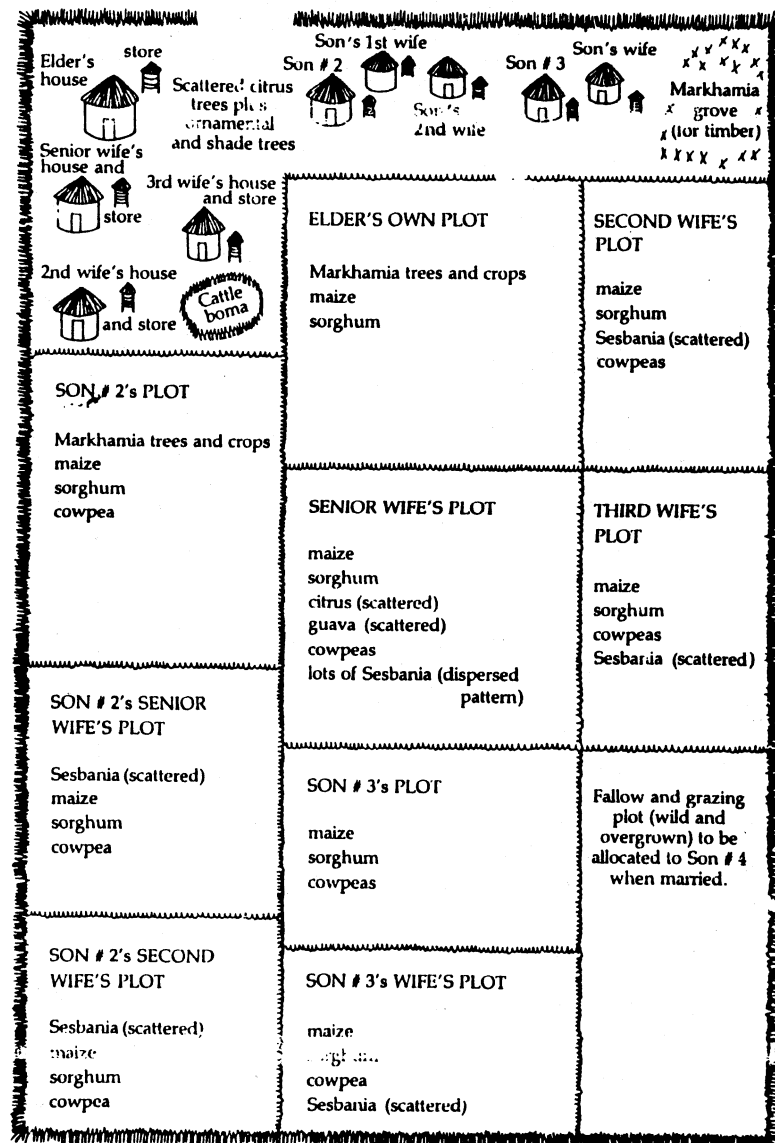 Elder's
house
store
Scattered citrus
trees plus
ornamental
and shade trees
Son's 1st wife
Son # 2
Son's
2nd wife
Son # 3
Son's wife
Markhamia
grove
(for timber)
Senior wife's
house and
store
3rd wife's house
and store
2nd wife's house
and store
Cattle
boma
ELDER'S OWN PLOT
Markhamia trees and crops
maize
sorghum
SECOND WIFE'S
PLOT
maize
sorghum
Sesbania (scattered)
cowpeas
SON # 2's PLOT
Markhamia trees and crops
maize
sorghum
cowpea
SENIOR WIFE'S PLOT
maize
sorghum
citrus (scattered)
guava (scattered)
cowpeas
lots of Sesbania (dispersed
pattern)
THIRD WIFE'S
PLOT
maize
sorghum
cowpeas
Sesbania (scattered)
SON # 2's SENIOR
WIFE'S PLOT
Sesbania (scattered)
maize
sorghum
cowpea
SON # 3's PLOT
maize
sorghum
cowpeas
Fallow and grazing
plot (wild and
overgrown) to be
allocated to Son # 4
when married.
SON # 2's SECOND
WIFE'S PLOT
Sesbania (scattered)
maize
sorghum
cowpea
SON # 3's WIFE'S PLOT
maize
sorghum
cowpea
Sesbania (scattered)